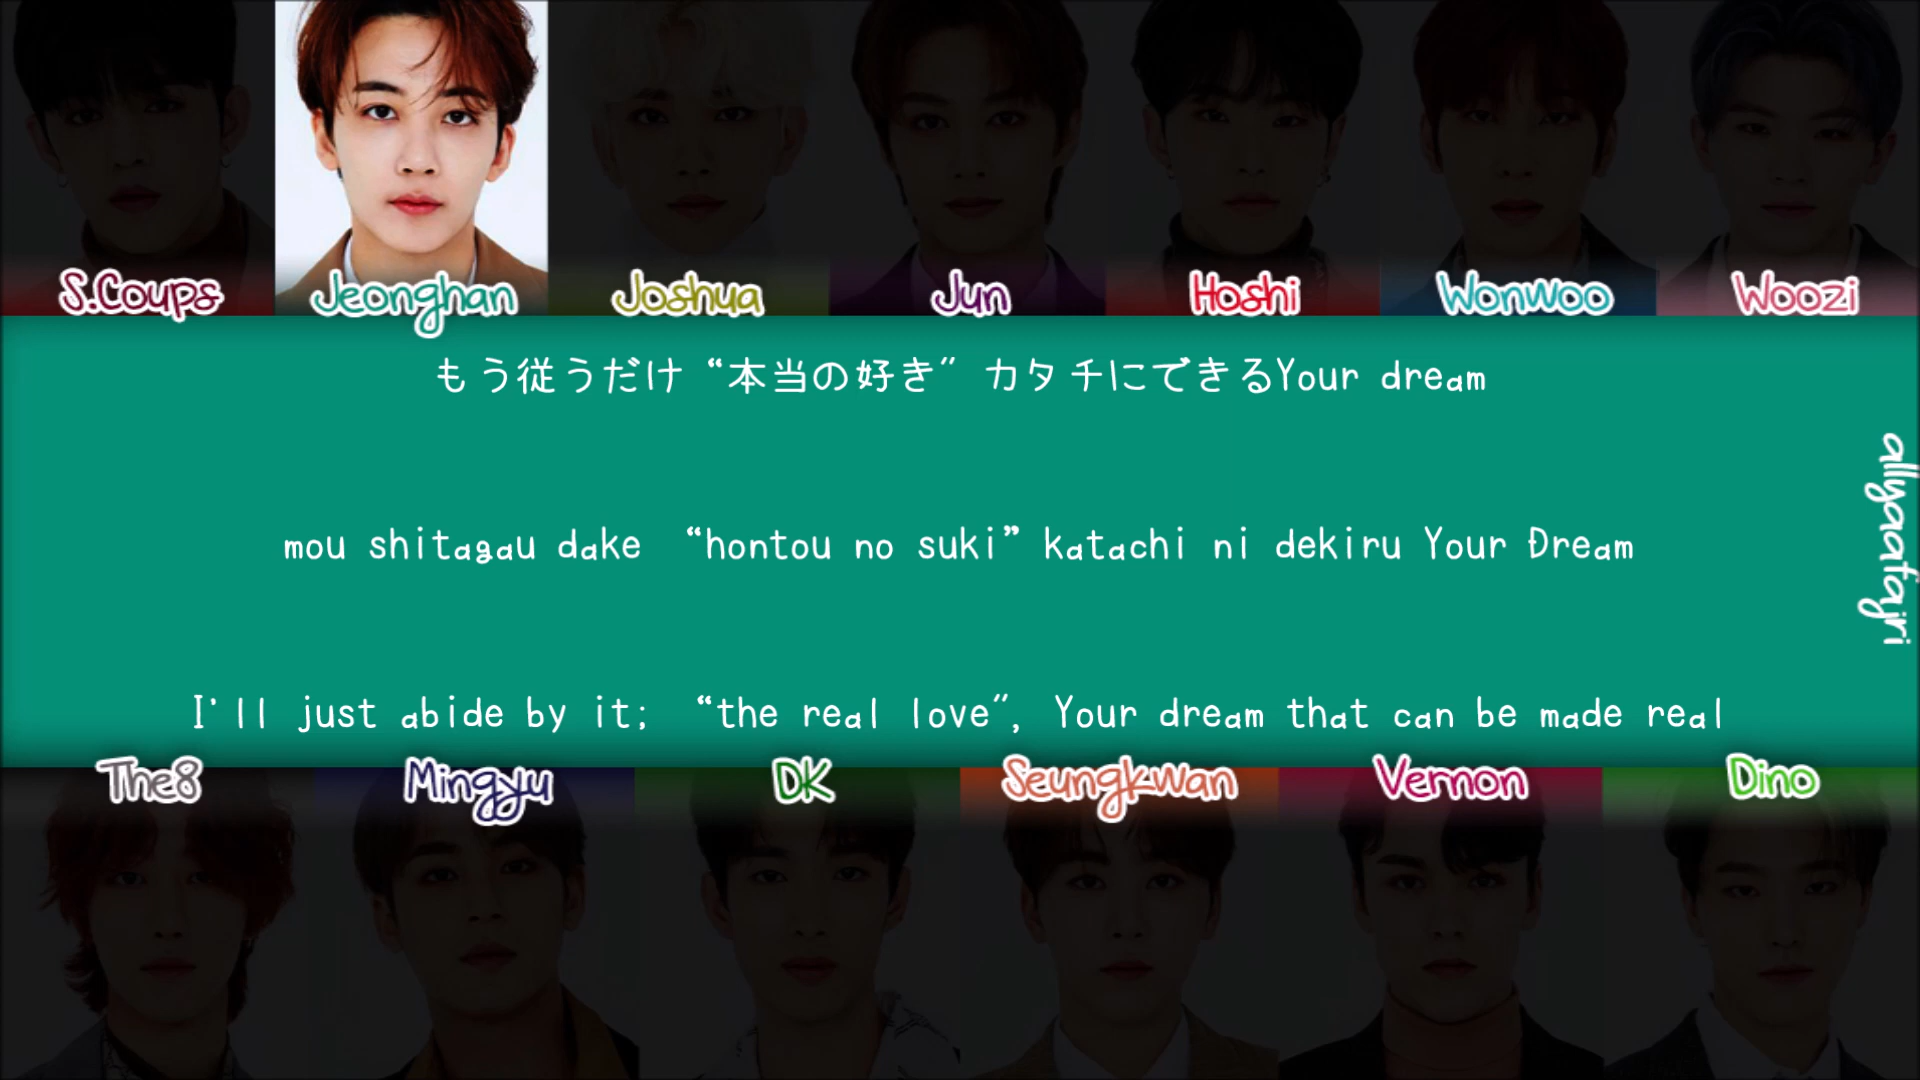 S.Coups Jeonghan Joshua Jun Hoshi Wonwoo Woozi
もう従うだけ “本当の好き” カタチにできるYour dream
mou shitagau dake “hontou no suki” katachi ni dekiru Your Dream
I'll just abide by it; “the real love”, Your dream that can be made real
allyaafajri
The8 Mingyu DK Seungkwan Vernon Dino